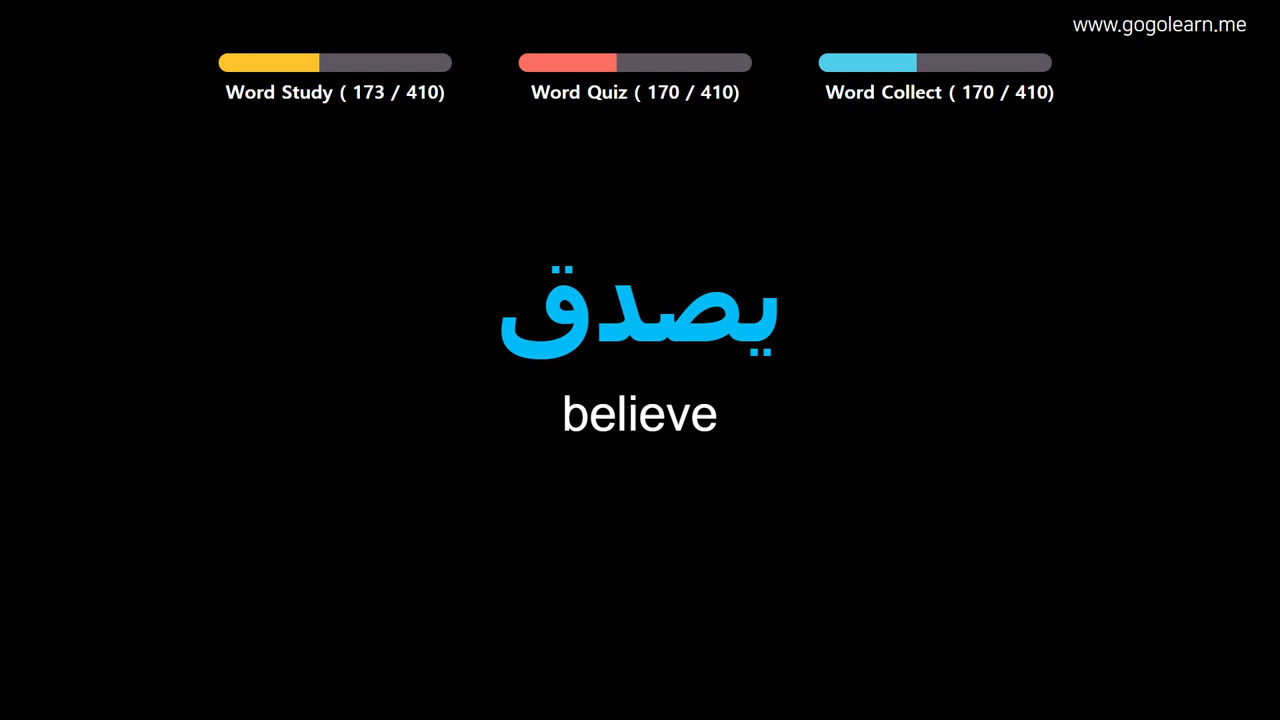 www.gogolearn.me
Word Study ( 173 / 410)
Word Quiz ( 170 / 410)
Word Collect ( 170 / 410)
يصدق
believe